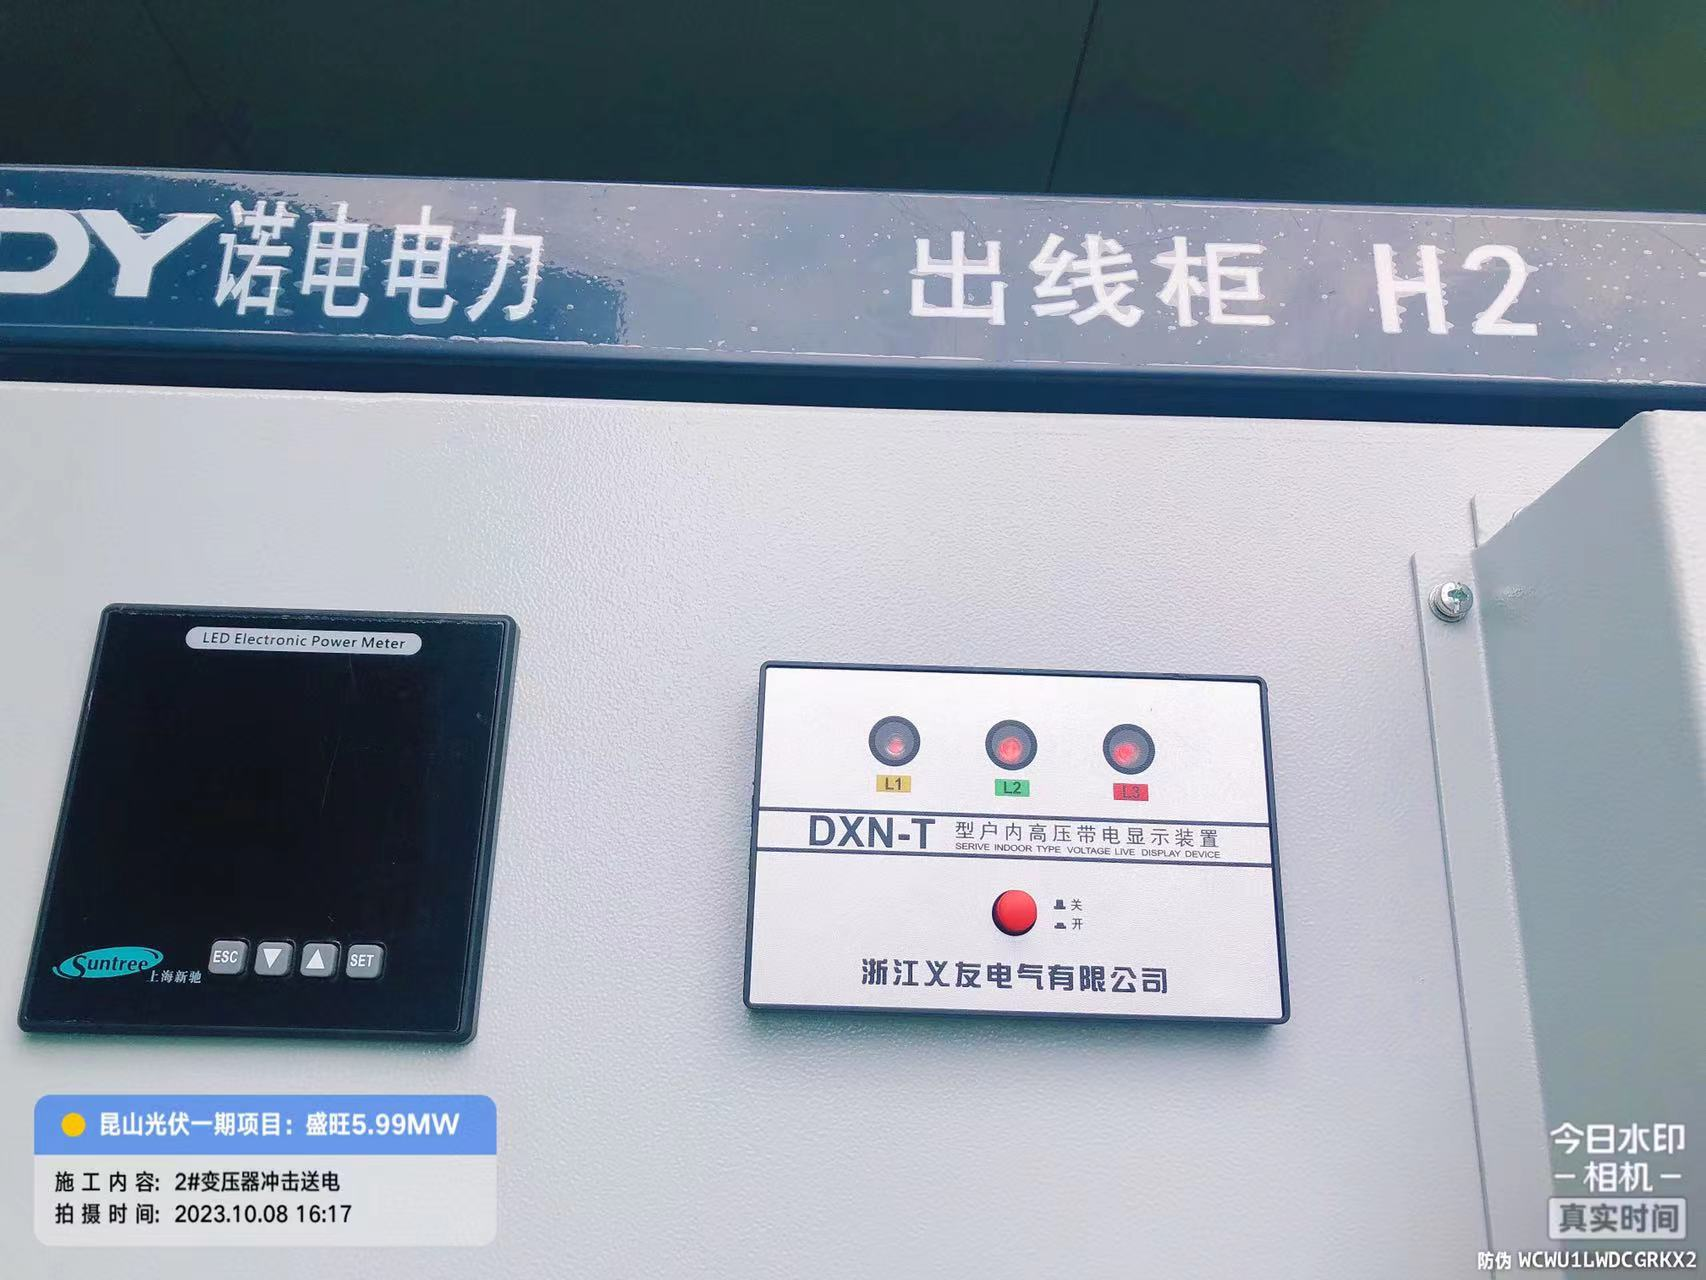 DY 诺电电力 出线柜 H2
LED Electronic Power Meter
Suntree 上海新驰
ESC ▼ ▲ SET
L1 L2 L3
DXN-T 型户内高压带电显示装置
SERIVE INDOOR TYPE VOLTAGE LIVE DISPLAY DEVICE
关
开
浙江义友电气有限公司
昆山光伏一期项目：盛旺5.99MW
施工内容：2#变压器冲击送电
拍摄时间：2023.10.08 16:17
今日水印
-相机-
真实时间
防伪 WCWU1LWDCGRKX2